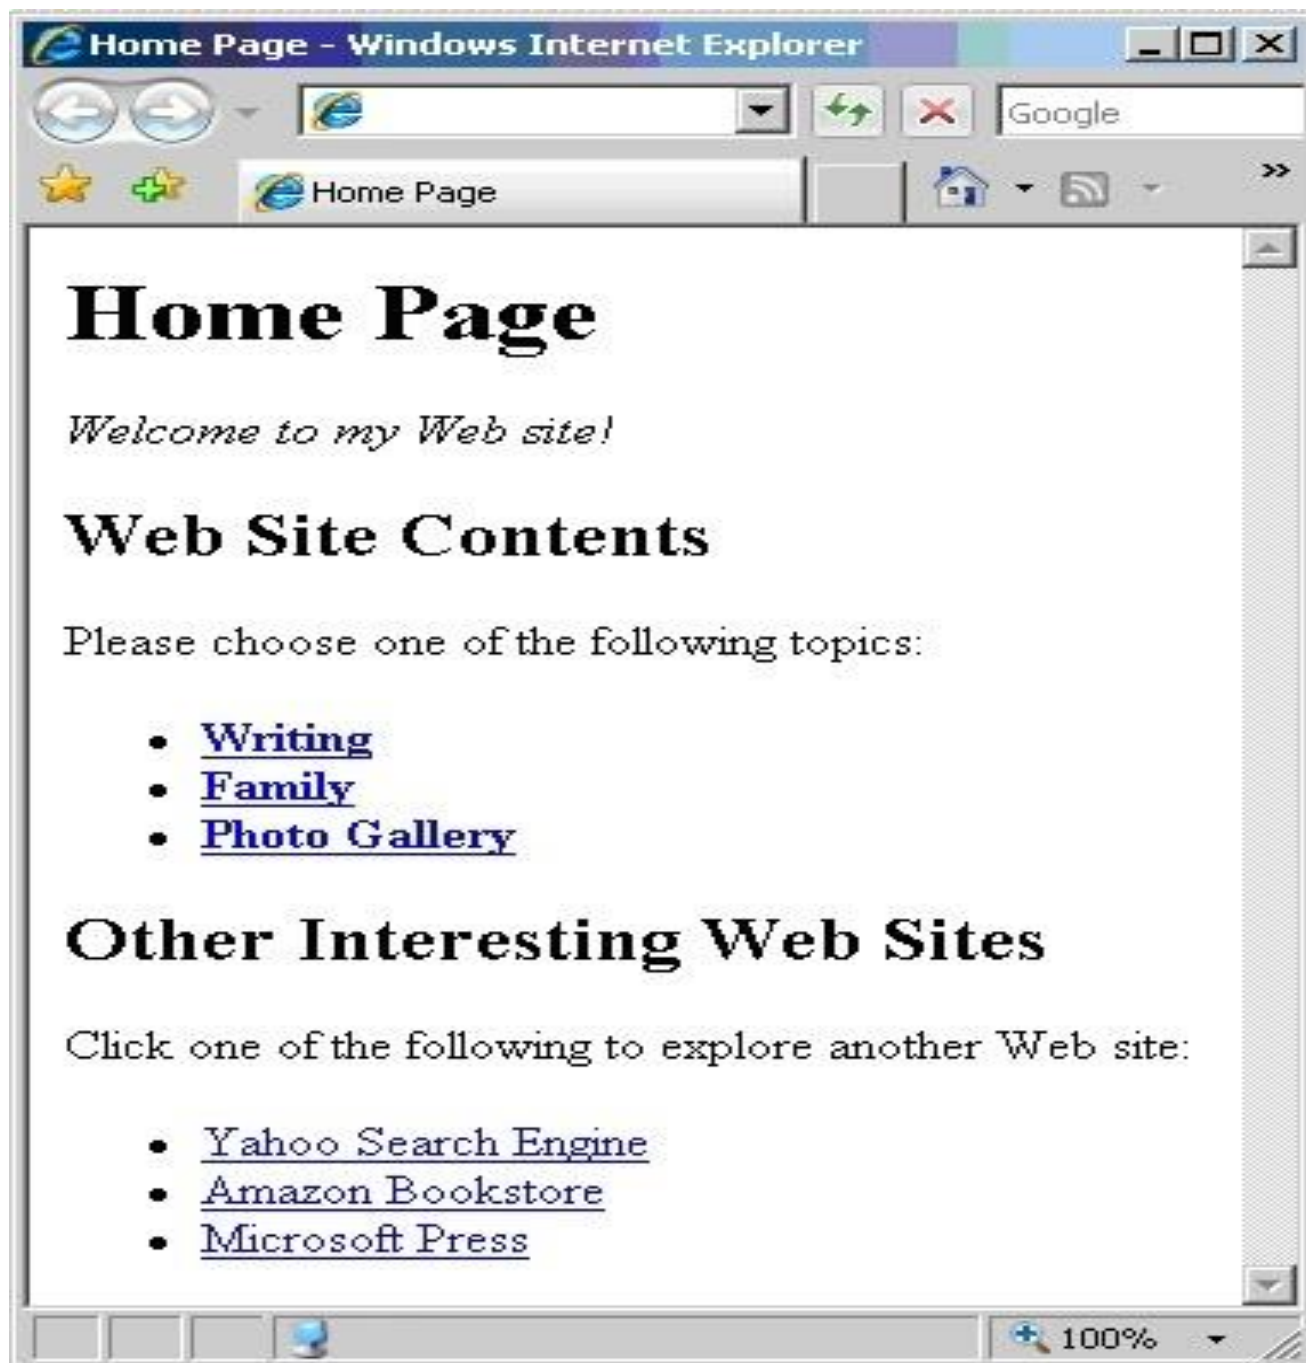 Home Page - Windows Internet Explorer
Google
Home Page
Home Page
Welcome to my Web site!
Web Site Contents
Please choose one of the following topics:
• Writing
• Family
• Photo Gallery
Other Interesting Web Sites
Click one of the following to explore another Web site:
• Yahoo Search Engine
• Amazon Bookstore
• Microsoft Press
100%